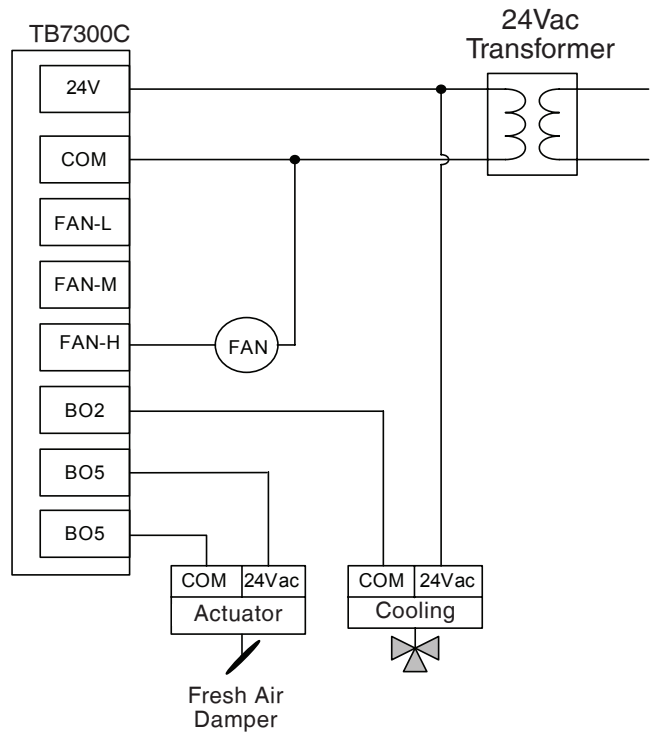 24Vac
Transformer
TB7300C
24V
COM
FAN-L
FAN-M
FAN-H
FAN
BO2
BO5
BO5
COM 24Vac
Actuator
COM 24Vac
Cooling
Fresh Air
Damper